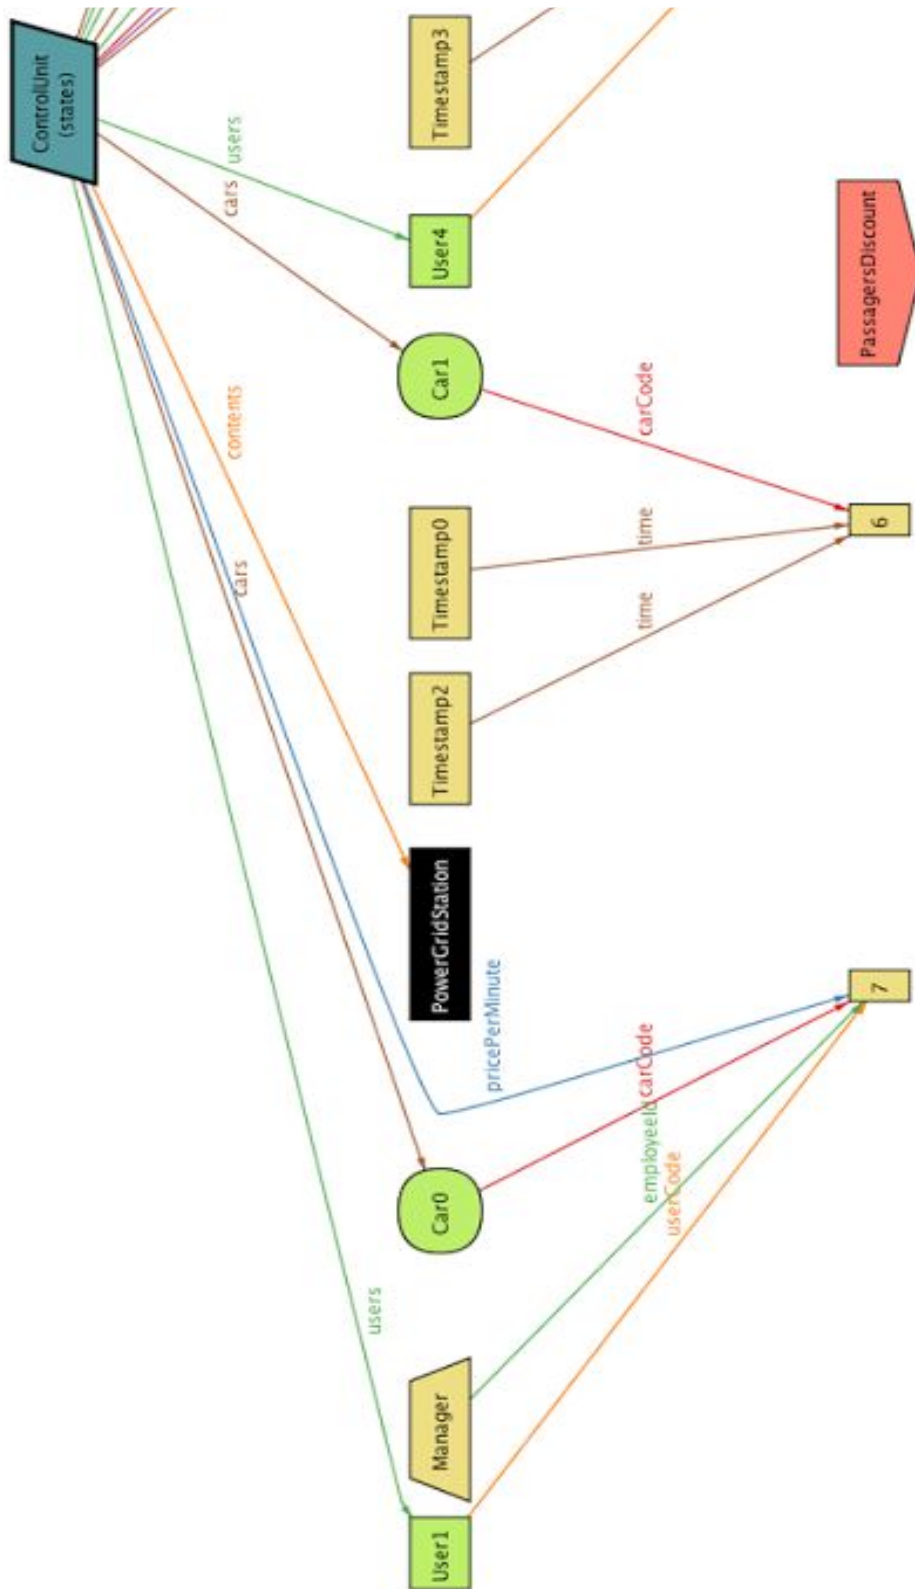 ControlUnit
(states)
users
cars
contents
cars
users
Timestamp3
User4
Car1
Timestamp0
Timestamp2
PowerGridStation
Car0
Manager
User1
carCode
time
time
pricePerMinute
carCode
employeeId
userCode
PassagersDiscount
6
7